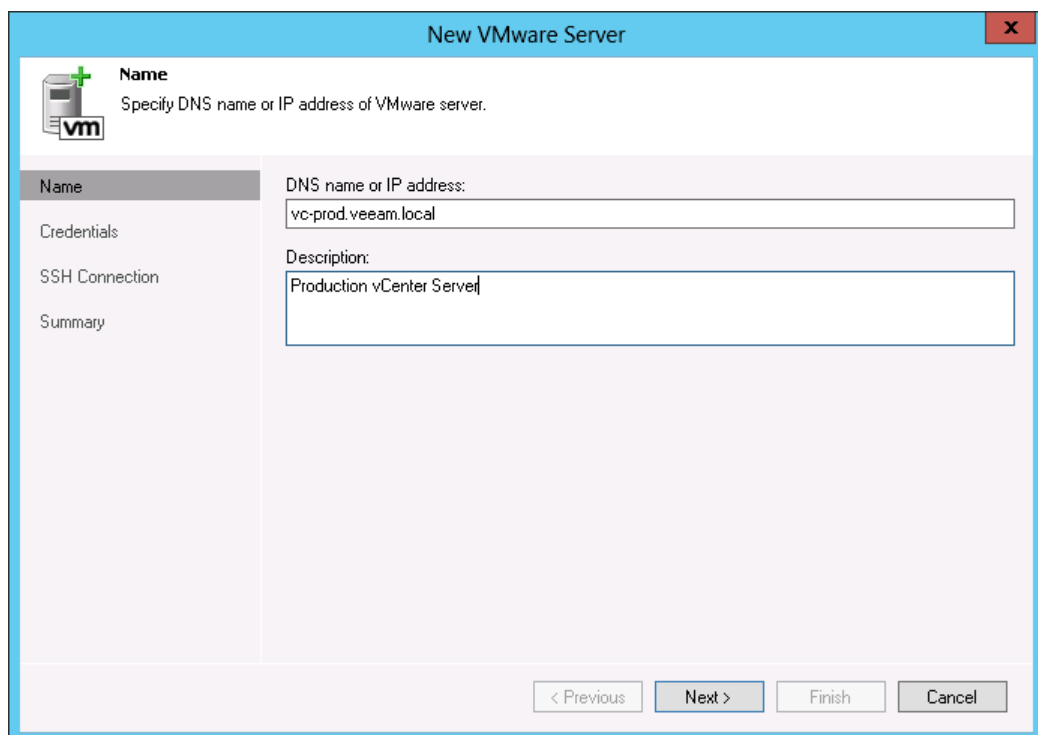 New VMware Server
x
Name
Specify DNS name or IP address of VMware server.
vm
Name
Credentials
SSH Connection
Summary
DNS name or IP address:
vc-prod.veeam.local
Description:
Production vCenter Server
< Previous
Next >
Finish
Cancel